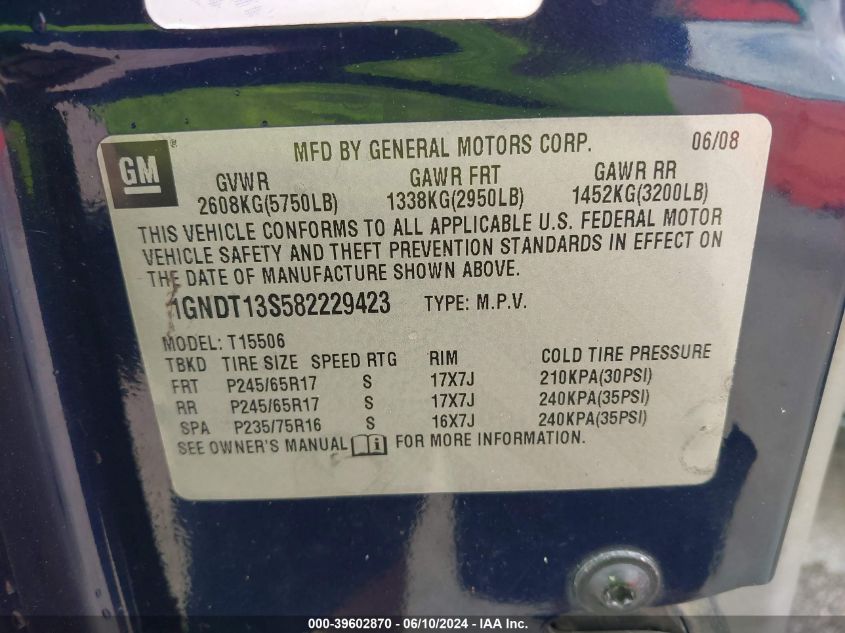 GM ®
MFD BY GENERAL MOTORS CORP. 06/08
GVWR GAWR FRT GAWR RR
2608KG(5750LB) 1338KG(2950LB) 1452KG(3200LB)
THIS VEHICLE CONFORMS TO ALL APPLICABLE U.S. FEDERAL MOTOR
VEHICLE SAFETY AND THEFT PREVENTION STANDARDS IN EFFECT ON
THE DATE OF MANUFACTURE SHOWN ABOVE.
1GNDT13S582229423 TYPE: M.P.V.
MODEL: T15506
TBKD TIRE SIZE SPEED RTG RIM COLD TIRE PRESSURE
FRT P245/65R17 S 17X7J 210KPA(30PSI)
RR P245/65R17 S 17X7J 240KPA(35PSI)
SPA P235/75R16 S 16X7J 240KPA(35PSI)
SEE OWNER'S MANUAL i FOR MORE INFORMATION.
000-39602870 - 06/10/2024 - IAA Inc.